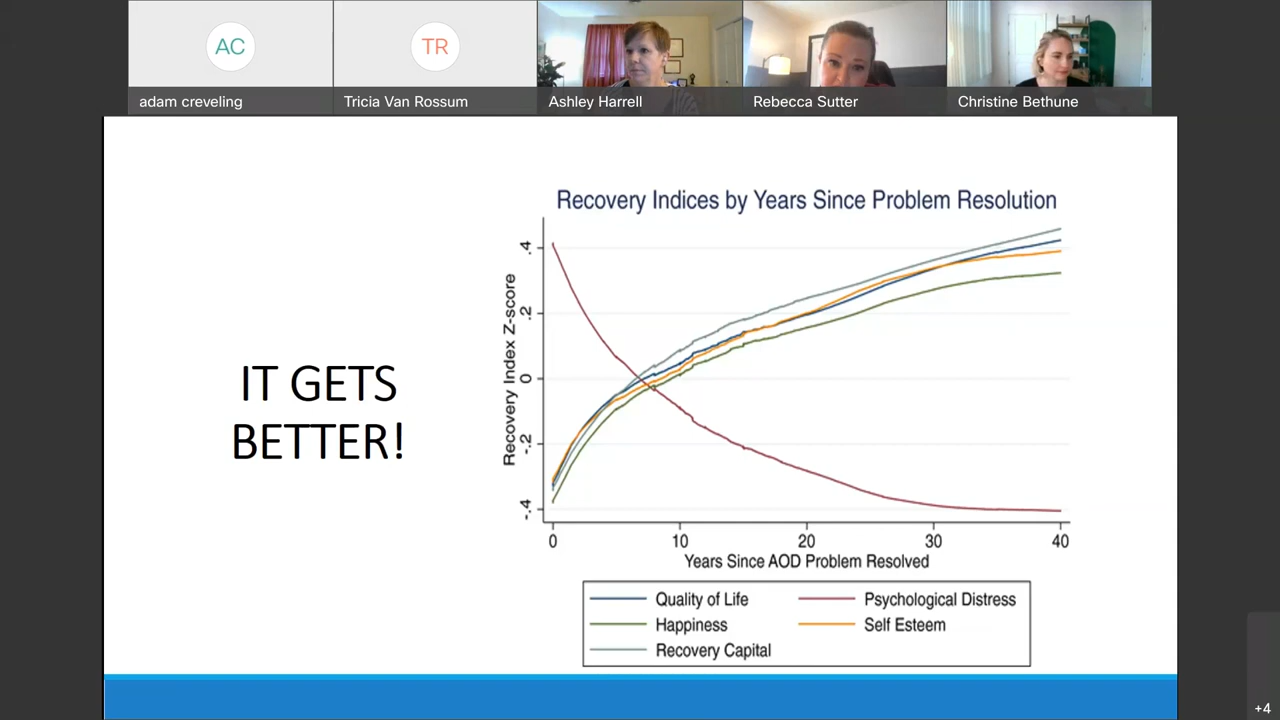 AC
TR
adam creveling
Tricia Van Rossum
Ashley Harrell
Rebecca Sutter
Christine Bethune
IT GETS
BETTER!
Recovery Indices by Years Since Problem Resolution
Recovery Index Z-score
.4
.2
0
-.2
-.4
0 10 20 30 40
Years Since AOD Problem Resolved
Quality of Life
Psychological Distress
Happiness
Self Esteem
Recovery Capital
+4